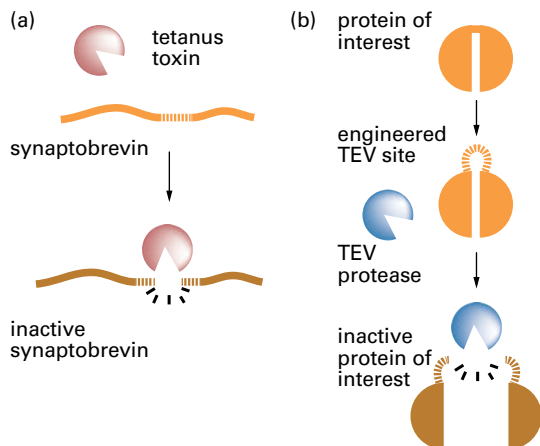 (a)
tetanus
toxin
synaptobrevin
inactive
synaptobrevin
(b)
protein of
interest
engineered
TEV site
TEV
protease
inactive
protein of
interest